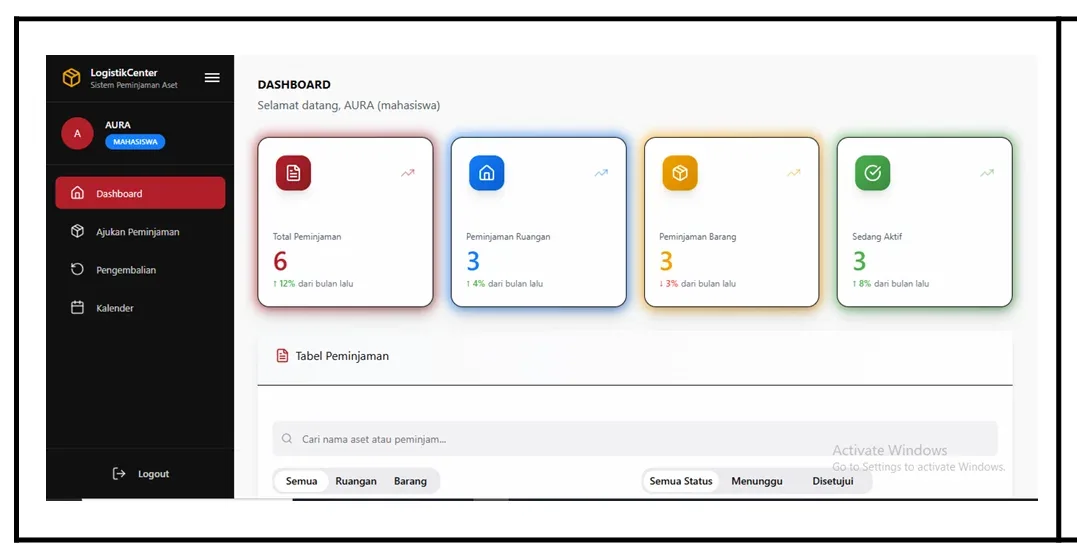 LogistikCenter
Sistem Peminjaman Aset
A
AURA
MAHASISWA
Dashboard
Ajukan Peminjaman
Pengembalian
Kalender
Logout
DASHBOARD
Selamat datang, AURA (mahasiswa)
Total Peminjaman
6
↑ 12% dari bulan lalu
Peminjaman Ruangan
3
↑ 4% dari bulan lalu
Peminjaman Barang
3
↓ 3% dari bulan lalu
Sedang Aktif
3
↑ 8% dari bulan lalu
Tabel Peminjaman
Cari nama aset atau peminjam...
Semua Ruangan Barang
Semua Status Menunggu Disetujui
Activate Windows
Go to Settings to activate Windows.